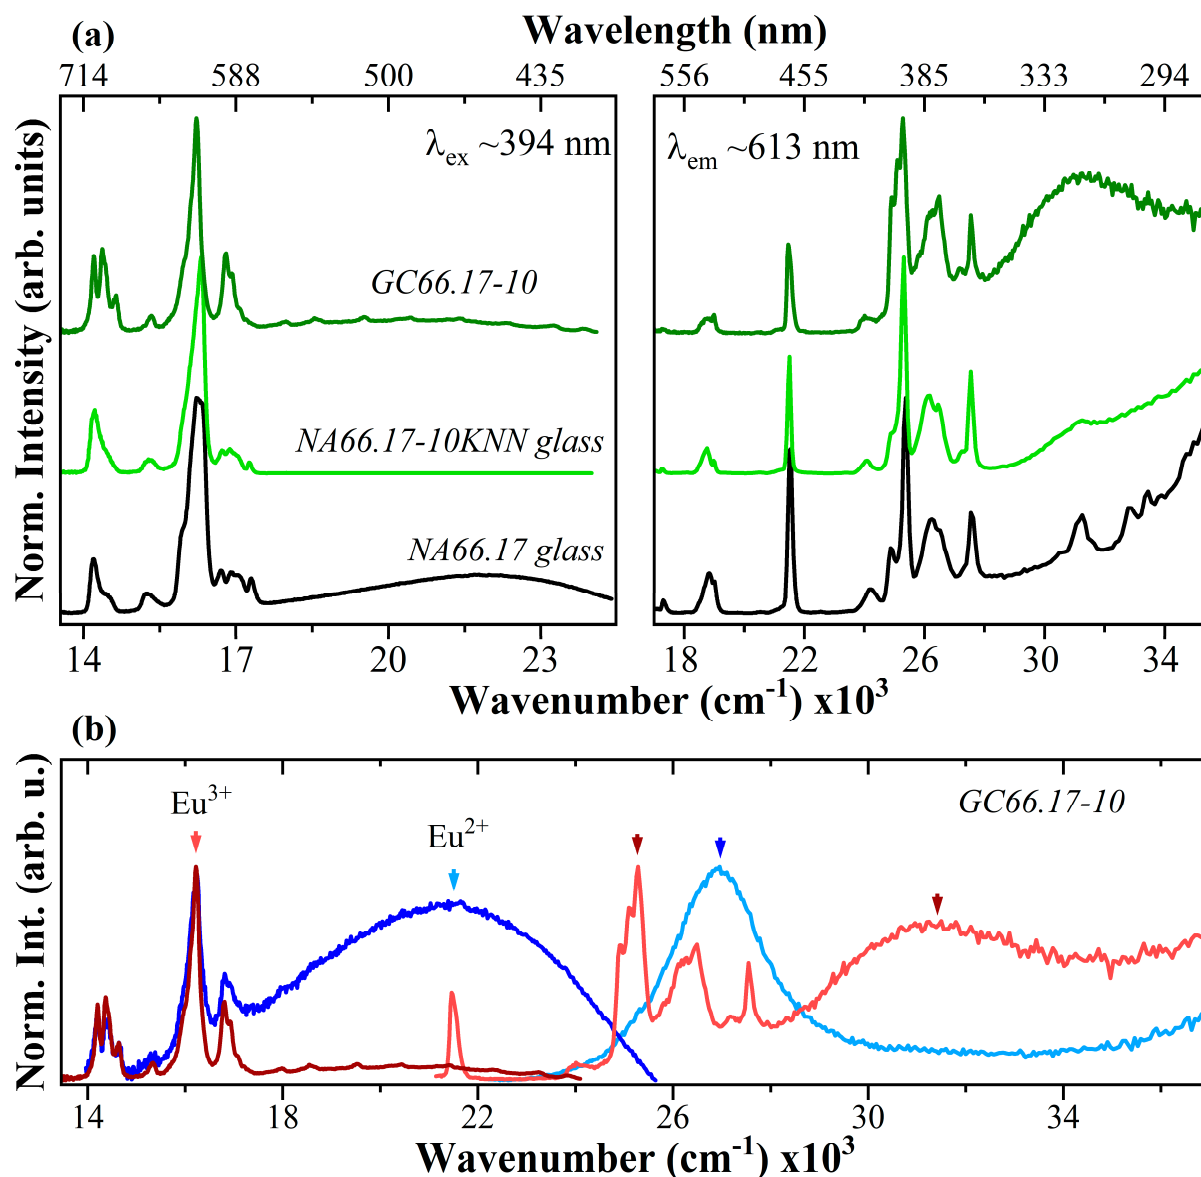 (a)
Wavelength (nm)
714 588 500 435 556 455 385 333 294
Norm. Intensity (arb. units)
λex ~394 nm
λem ~613 nm
GC66.17-10
NA66.17-10KNN glass
NA66.17 glass
14 17 20 23 18 22 26 30 34
Wavenumber (cm-1) x103
(b)
Norm. Int. (arb. u.)
Eu3+
Eu2+
GC66.17-10
14 18 22 26 30 34
Wavenumber (cm-1) x103